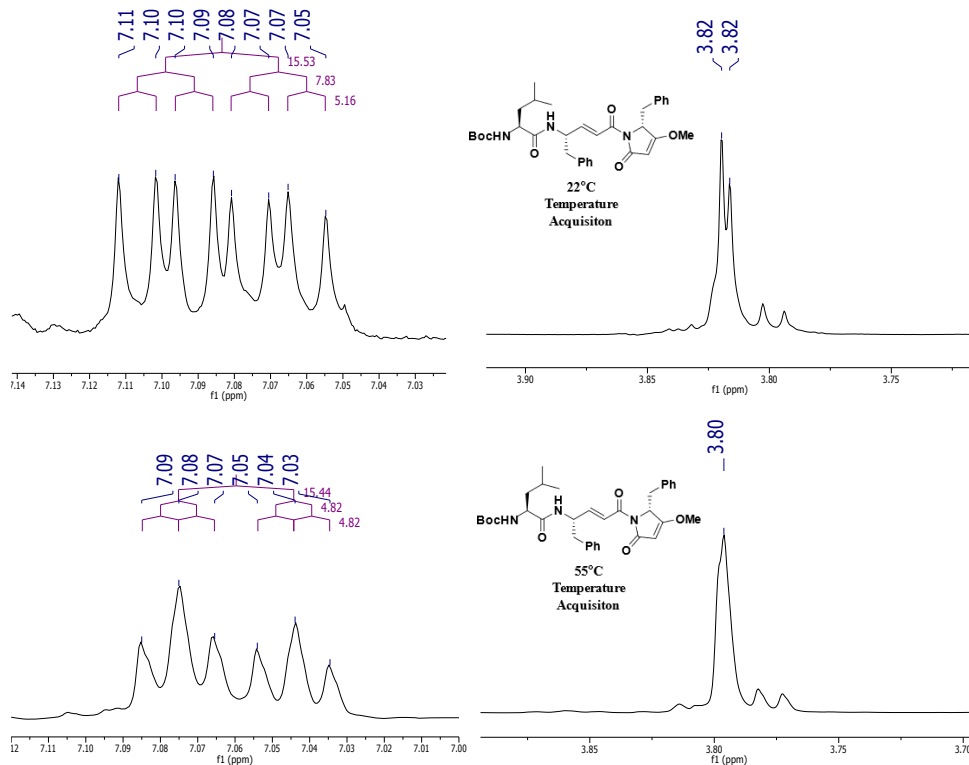 7.11
7.10
7.10
7.09
7.08
7.07
7.07
7.05
15.53
7.83
5.16
7.14 7.13 7.12 7.11 7.10 7.09 7.08 7.07 7.06 7.05 7.04 7.03
f1 (ppm)
3.82
3.82
Ph
O
H
N
N
OMe
BocHN
O
Ph
O
22°C
Temperature
Acquisiton
3.90 3.85 3.80 3.75
f1 (ppm)
7.09
7.08
7.07
7.05
7.04
7.03
15.44
4.82
4.82
12 7.11 7.10 7.09 7.08 7.07 7.06 7.05 7.04 7.03 7.02 7.01 7.00
f1 (ppm)
3.80
Ph
O
H
N
N
OMe
BocHN
O
Ph
O
55°C
Temperature
Acquisiton
3.85 3.80 3.75 3.70
f1 (ppm)